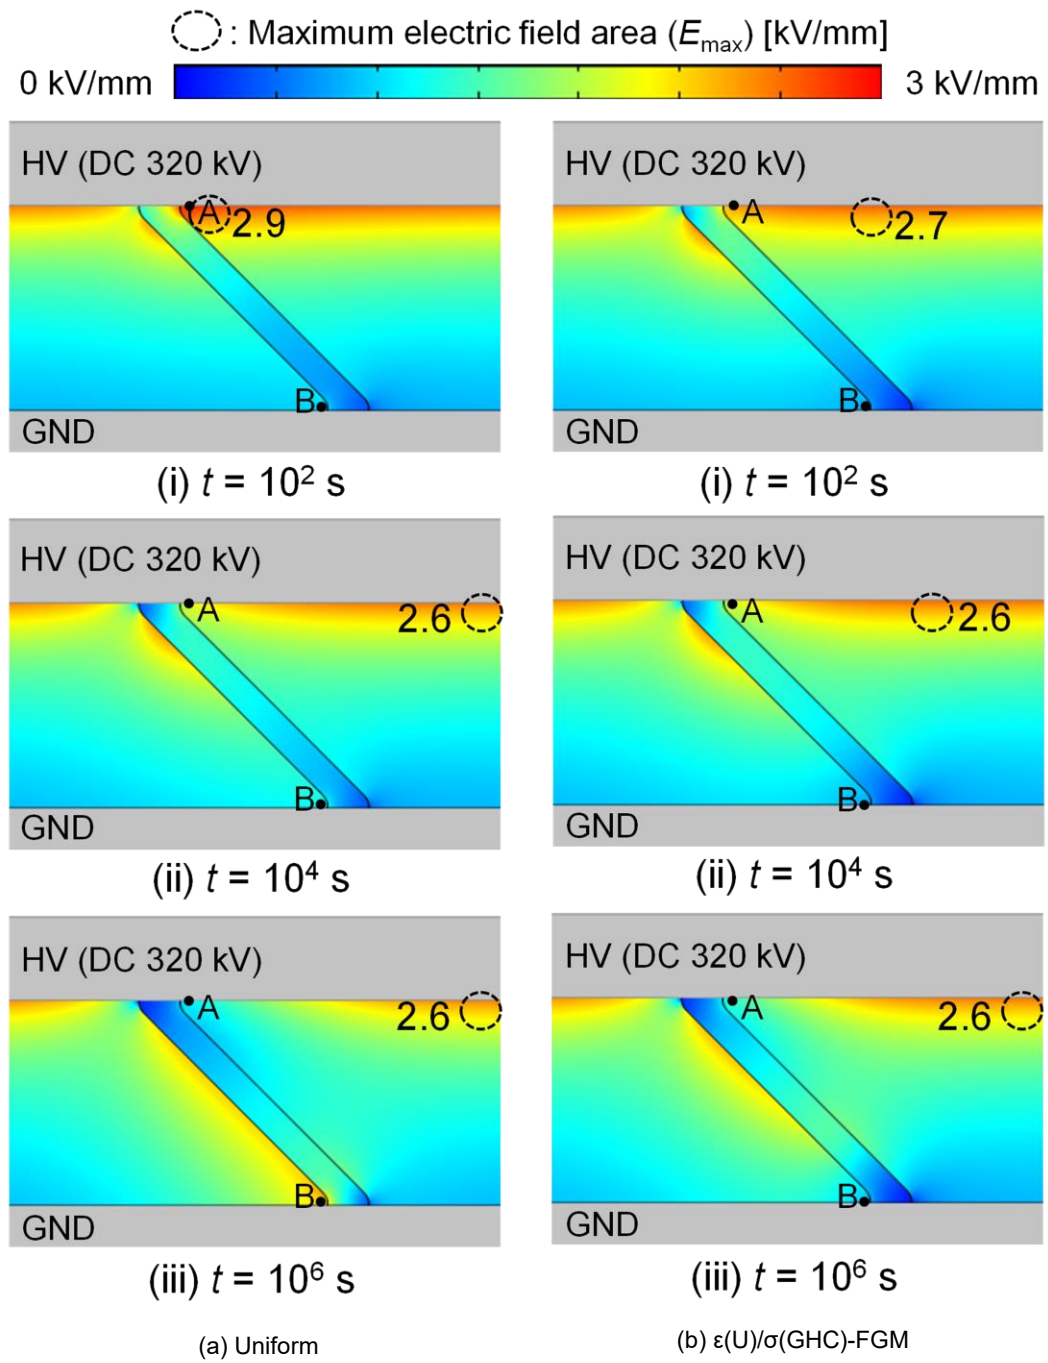 : Maximum electric field area (Emax) [kV/mm]
0 kV/mm 3 kV/mm
HV (DC 320 kV)
A 2.9
B
GND
(i) t = 10² s
HV (DC 320 kV)
A 2.7
B
GND
(i) t = 10² s
HV (DC 320 kV)
A 2.6
B
GND
(ii) t = 10⁴ s
HV (DC 320 kV)
A 2.6
B
GND
(ii) t = 10⁴ s
HV (DC 320 kV)
A 2.6
B
GND
(iii) t = 10⁶ s
HV (DC 320 kV)
A 2.6
B
GND
(iii) t = 10⁶ s
(a) Uniform
(b) ε(U)/σ(GHC)-FGM